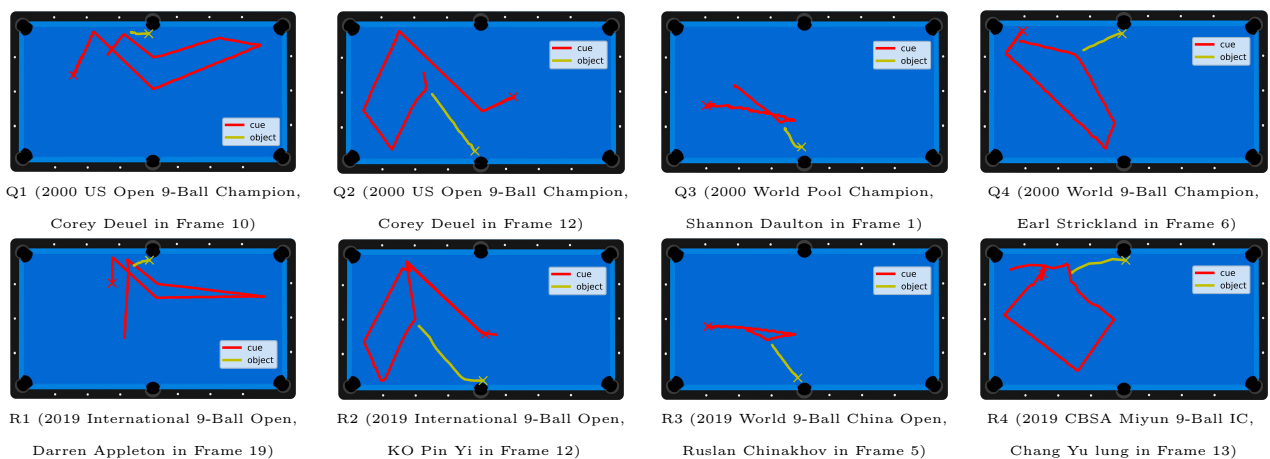 cue
object
cue
object
cue
object
cue
object
Q1 (2000 US Open 9-Ball Champion,
Corey Deuel in Frame 10)
Q2 (2000 US Open 9-Ball Champion,
Corey Deuel in Frame 12)
Q3 (2000 World Pool Champion,
Shannon Daulton in Frame 1)
Q4 (2000 World 9-Ball Champion,
Earl Strickland in Frame 6)
cue
object
cue
object
cue
object
cue
object
R1 (2019 International 9-Ball Open,
Darren Appleton in Frame 19)
R2 (2019 International 9-Ball Open,
KO Pin Yi in Frame 12)
R3 (2019 World 9-Ball China Open,
Ruslan Chinakhov in Frame 5)
R4 (2019 CBSA Miyun 9-Ball IC,
Chang Yu lung in Frame 13)